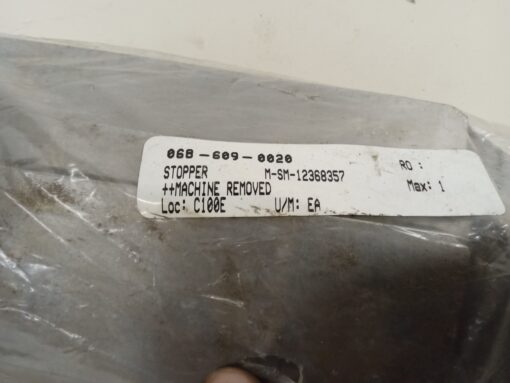 068-609-0020
STOPPER M-SM-12368357 RO :
++MACHINE REMOVED Max: 1
Loc: C100E U/M: EA